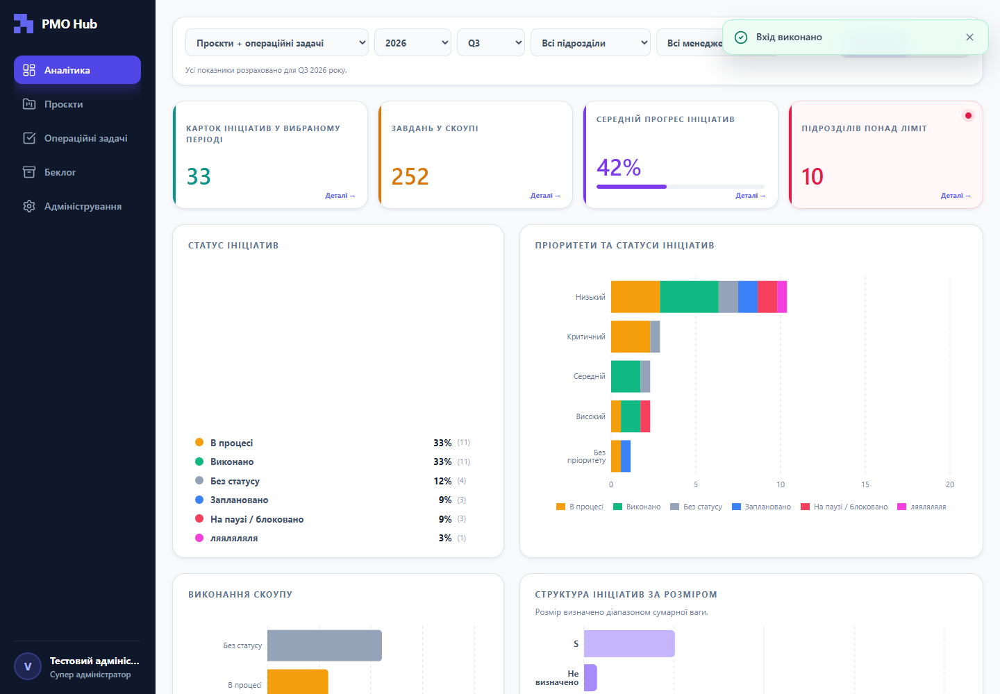 PMO Hub
Аналітика
Проєкти
Операційні задачі
Беклог
Адміністрування
V
Тестовий адмініс...
Супер адміністратор
Проєкти + операційні задачі
2026
Q3
Всі підрозділи
Всі менедже
Вхід виконано
Усі показники розраховано для Q3 2026 року.
КАРТОК ІНІЦІАТИВ У ВИБРАНОМУ
ПЕРІОДІ
33
Деталі →
ЗАВДАНЬ У СКОУПІ
252
Деталі →
СЕРЕДНІЙ ПРОГРЕС ІНІЦІАТИВ
42%
Деталі →
ПІДРОЗДІЛІВ ПОНАД ЛІМІТ
10
Деталі →
СТАТУС ІНІЦІАТИВ
В процесі 33% (11)
Виконано 33% (11)
Без статусу 12% (4)
Заплановано 9% (3)
На паузі / блоковано 9% (3)
ляяляляля 3% (1)
ПРІОРИТЕТИ ТА СТАТУСИ ІНІЦІАТИВ
Низький
Критичний
Середній
Високий
Без
пріоритету
0 5 10 15 20
В процесі Виконано Без статусу Заплановано На паузі / блоковано ляяляляля
ВИКОНАННЯ СКОУПУ
Без статусу
В процесі
СТРУКТУРА ІНІЦІАТИВ ЗА РОЗМІРОМ
Розмір визначено діапазоном сумарної ваги.
S
Не
визначено